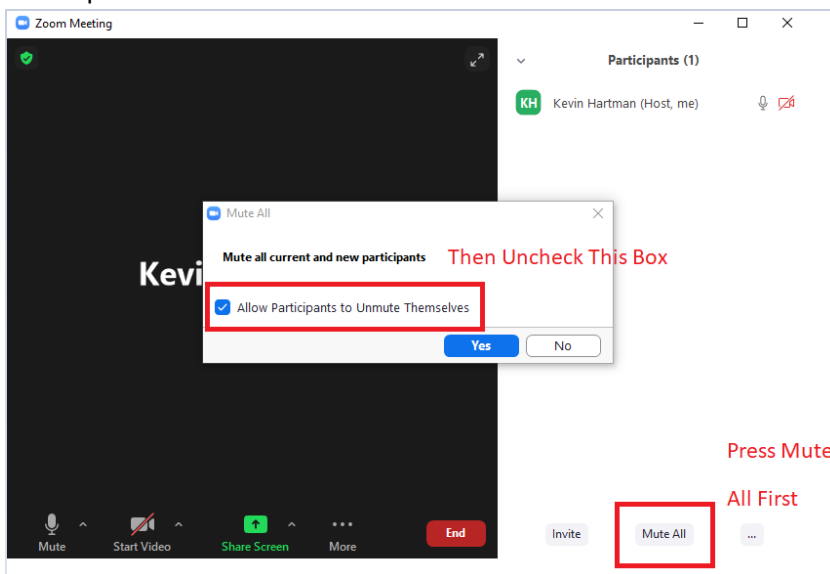 Zoom Meeting
Participants (1)
KH Kevin Hartman (Host, me)
Mute All
Mute all current and new participants
Then Uncheck This Box
Kevi
Allow Participants to Unmute Themselves
Yes No
Press Mute
All First
Mute Start Video Share Screen More End
Invite Mute All ...